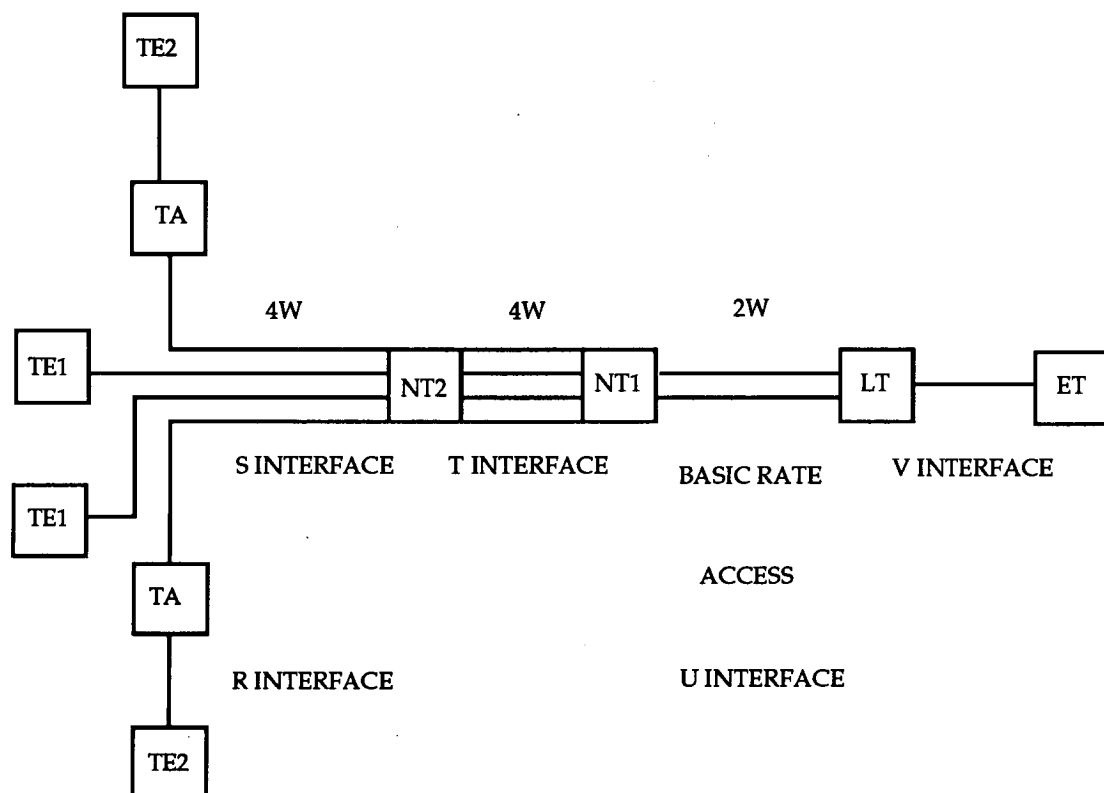 TE2
TA
4W
4W
2W
TE1
NT2
NT1
LT
ET
S INTERFACE
T INTERFACE
BASIC RATE
V INTERFACE
TE1
ACCESS
TA
R INTERFACE
U INTERFACE
TE2